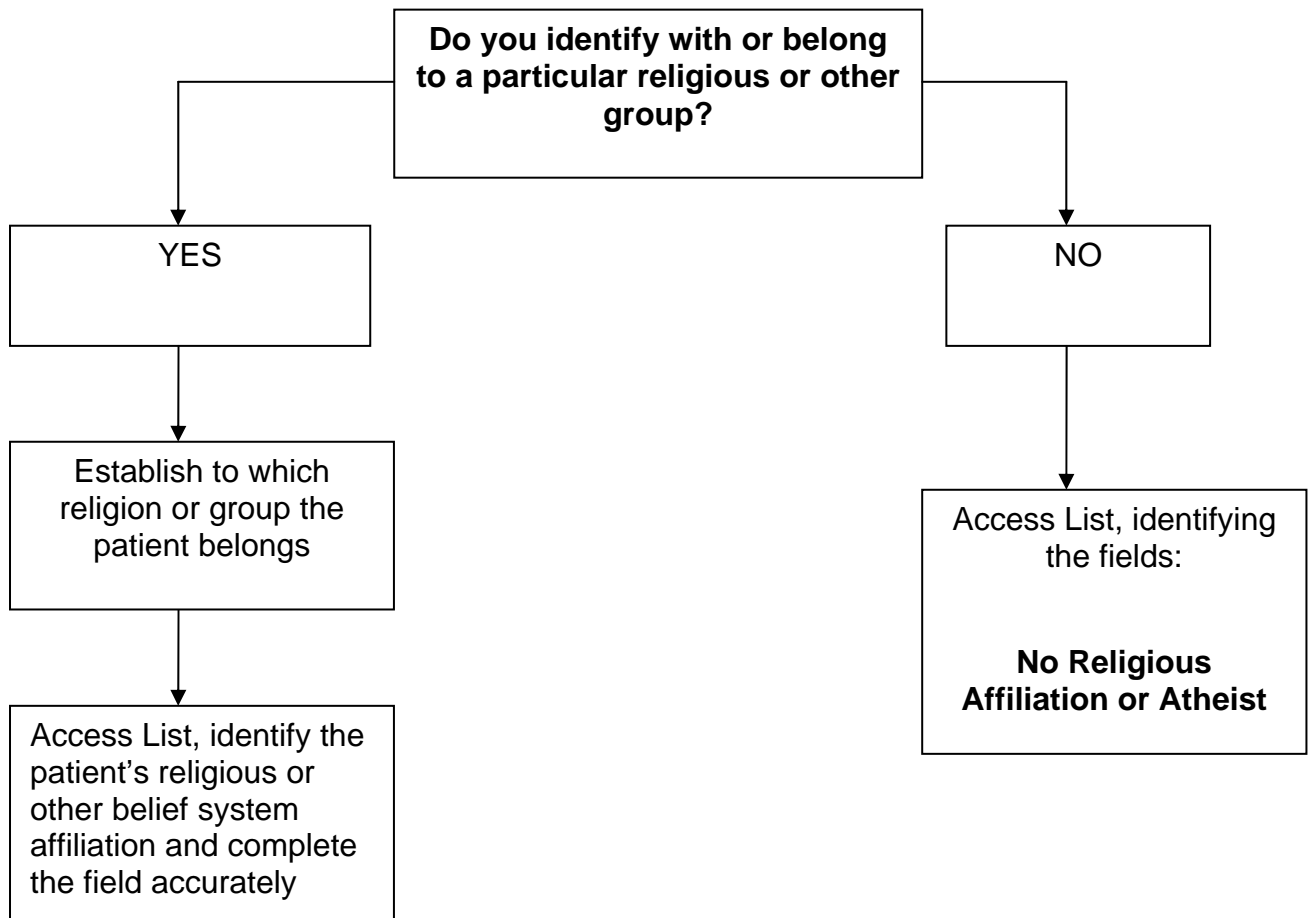 Do you identify with or belong
to a particular religious or other
group?
YES
NO
Establish to which
religion or group the
patient belongs
Access List, identifying
the fields:
No Religious
Affiliation or Atheist
Access List, identify the
patient’s religious or
other belief system
affiliation and complete
the field accurately